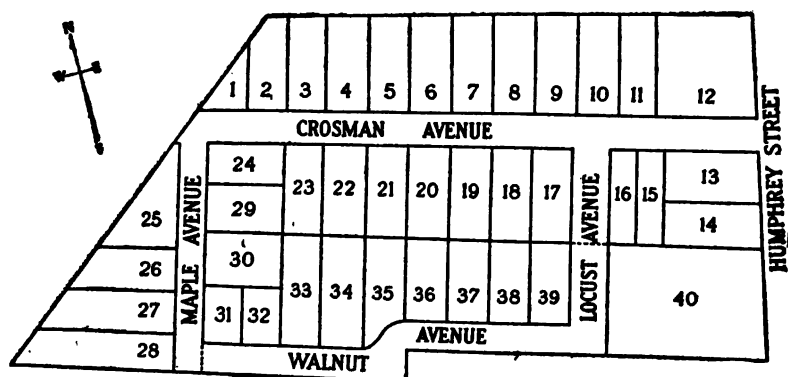 N
W E
S
1 2 3 4 5 6 7 8 9 10 11 12
CROSMAN AVENUE
HUMPHREY STREET
24 23 22 21 20 19 18 17
16 15 13
29
14
25
MAPLE AVENUE
LOCUST AVENUE
30
26
33 34 35 36 37 38 39
40
27
31 32
28
WALNUT AVENUE